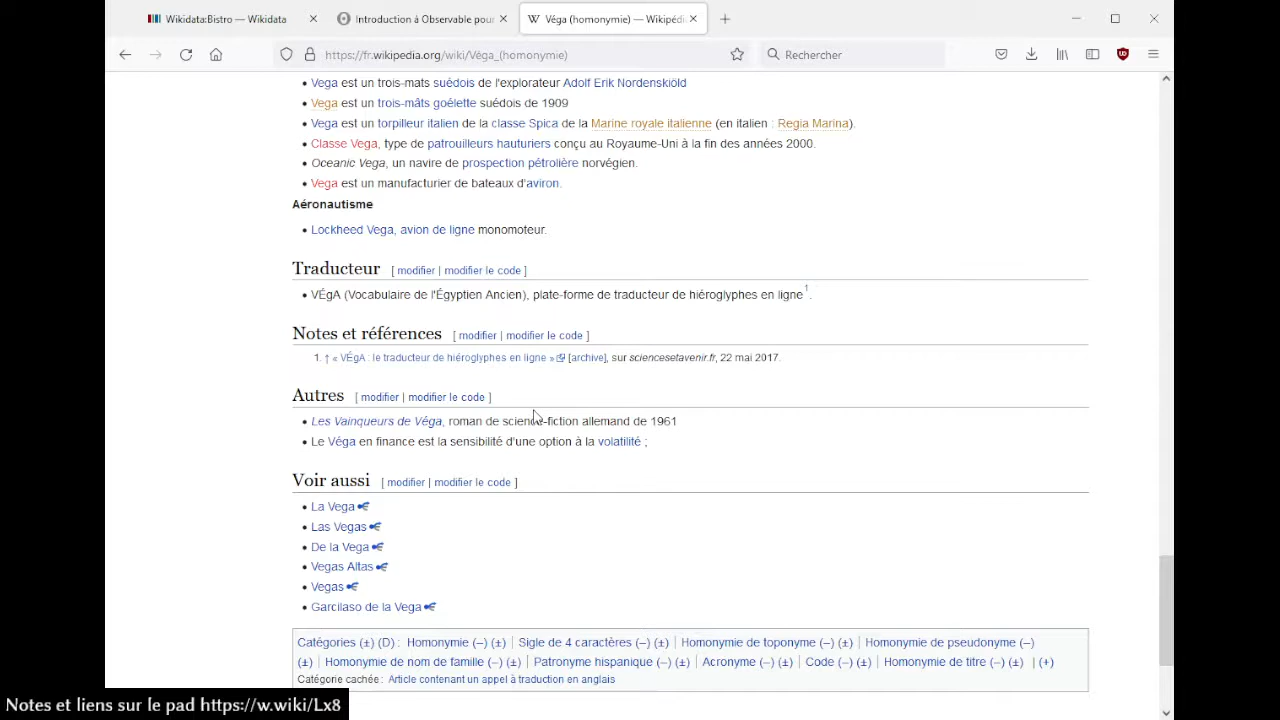 Wikidata:Bistro — Wikidata
Introduction à Observable pour
Véga (homonymie) — Wikipédi
https://fr.wikipedia.org/wiki/Véga_(homonymie)
Rechercher
• Vega est un trois-mats suédois de l'explorateur Adolf Erik Nordenskiöld
• Vega est un trois-mâts goélette suédois de 1909
• Vega est un torpilleur italien de la classe Spica de la Marine royale italienne (en italien : Regia Marina).
• Classe Vega, type de patrouilleurs hauturiers conçu au Royaume-Uni à la fin des années 2000.
• Oceanic Vega, un navire de prospection pétrolière norvégien.
• Vega est un manufacturier de bateaux d'aviron.
Aéronautisme
• Lockheed Vega, avion de ligne monomoteur.
Traducteur [ modifier | modifier le code ]
• VÉgA (Vocabulaire de l'Égyptien Ancien), plate-forme de traducteur de hiéroglyphes en ligne1.
Notes et références [ modifier | modifier le code ]
1. ↑ « VÉgA : le traducteur de hiéroglyphes en ligne » [archive], sur sciencesetavenir.fr, 22 mai 2017.
Autres [ modifier | modifier le code ]
• Les Vainqueurs de Véga, roman de science-fiction allemand de 1961
• Le Véga en finance est la sensibilité d'une option à la volatilité ;
Voir aussi [ modifier | modifier le code ]
• La Vega
• Las Vegas
• De la Vega
• Vegas Altas
• Vegas
• Garcilaso de la Vega
Catégories (±) (D) : Homonymie (–) (±) | Sigle de 4 caractères (–) (±) | Homonymie de toponyme (–) (±) | Homonymie de pseudonyme (–)
(±) | Homonymie de nom de famille (–) (±) | Patronyme hispanique (–) (±) | Acronyme (–) (±) | Code (–) (±) | Homonymie de titre (–) (±) | (+)
Catégorie cachée : Article contenant un appel à traduction en anglais
Notes et liens sur le pad https://w.wiki/Lx8